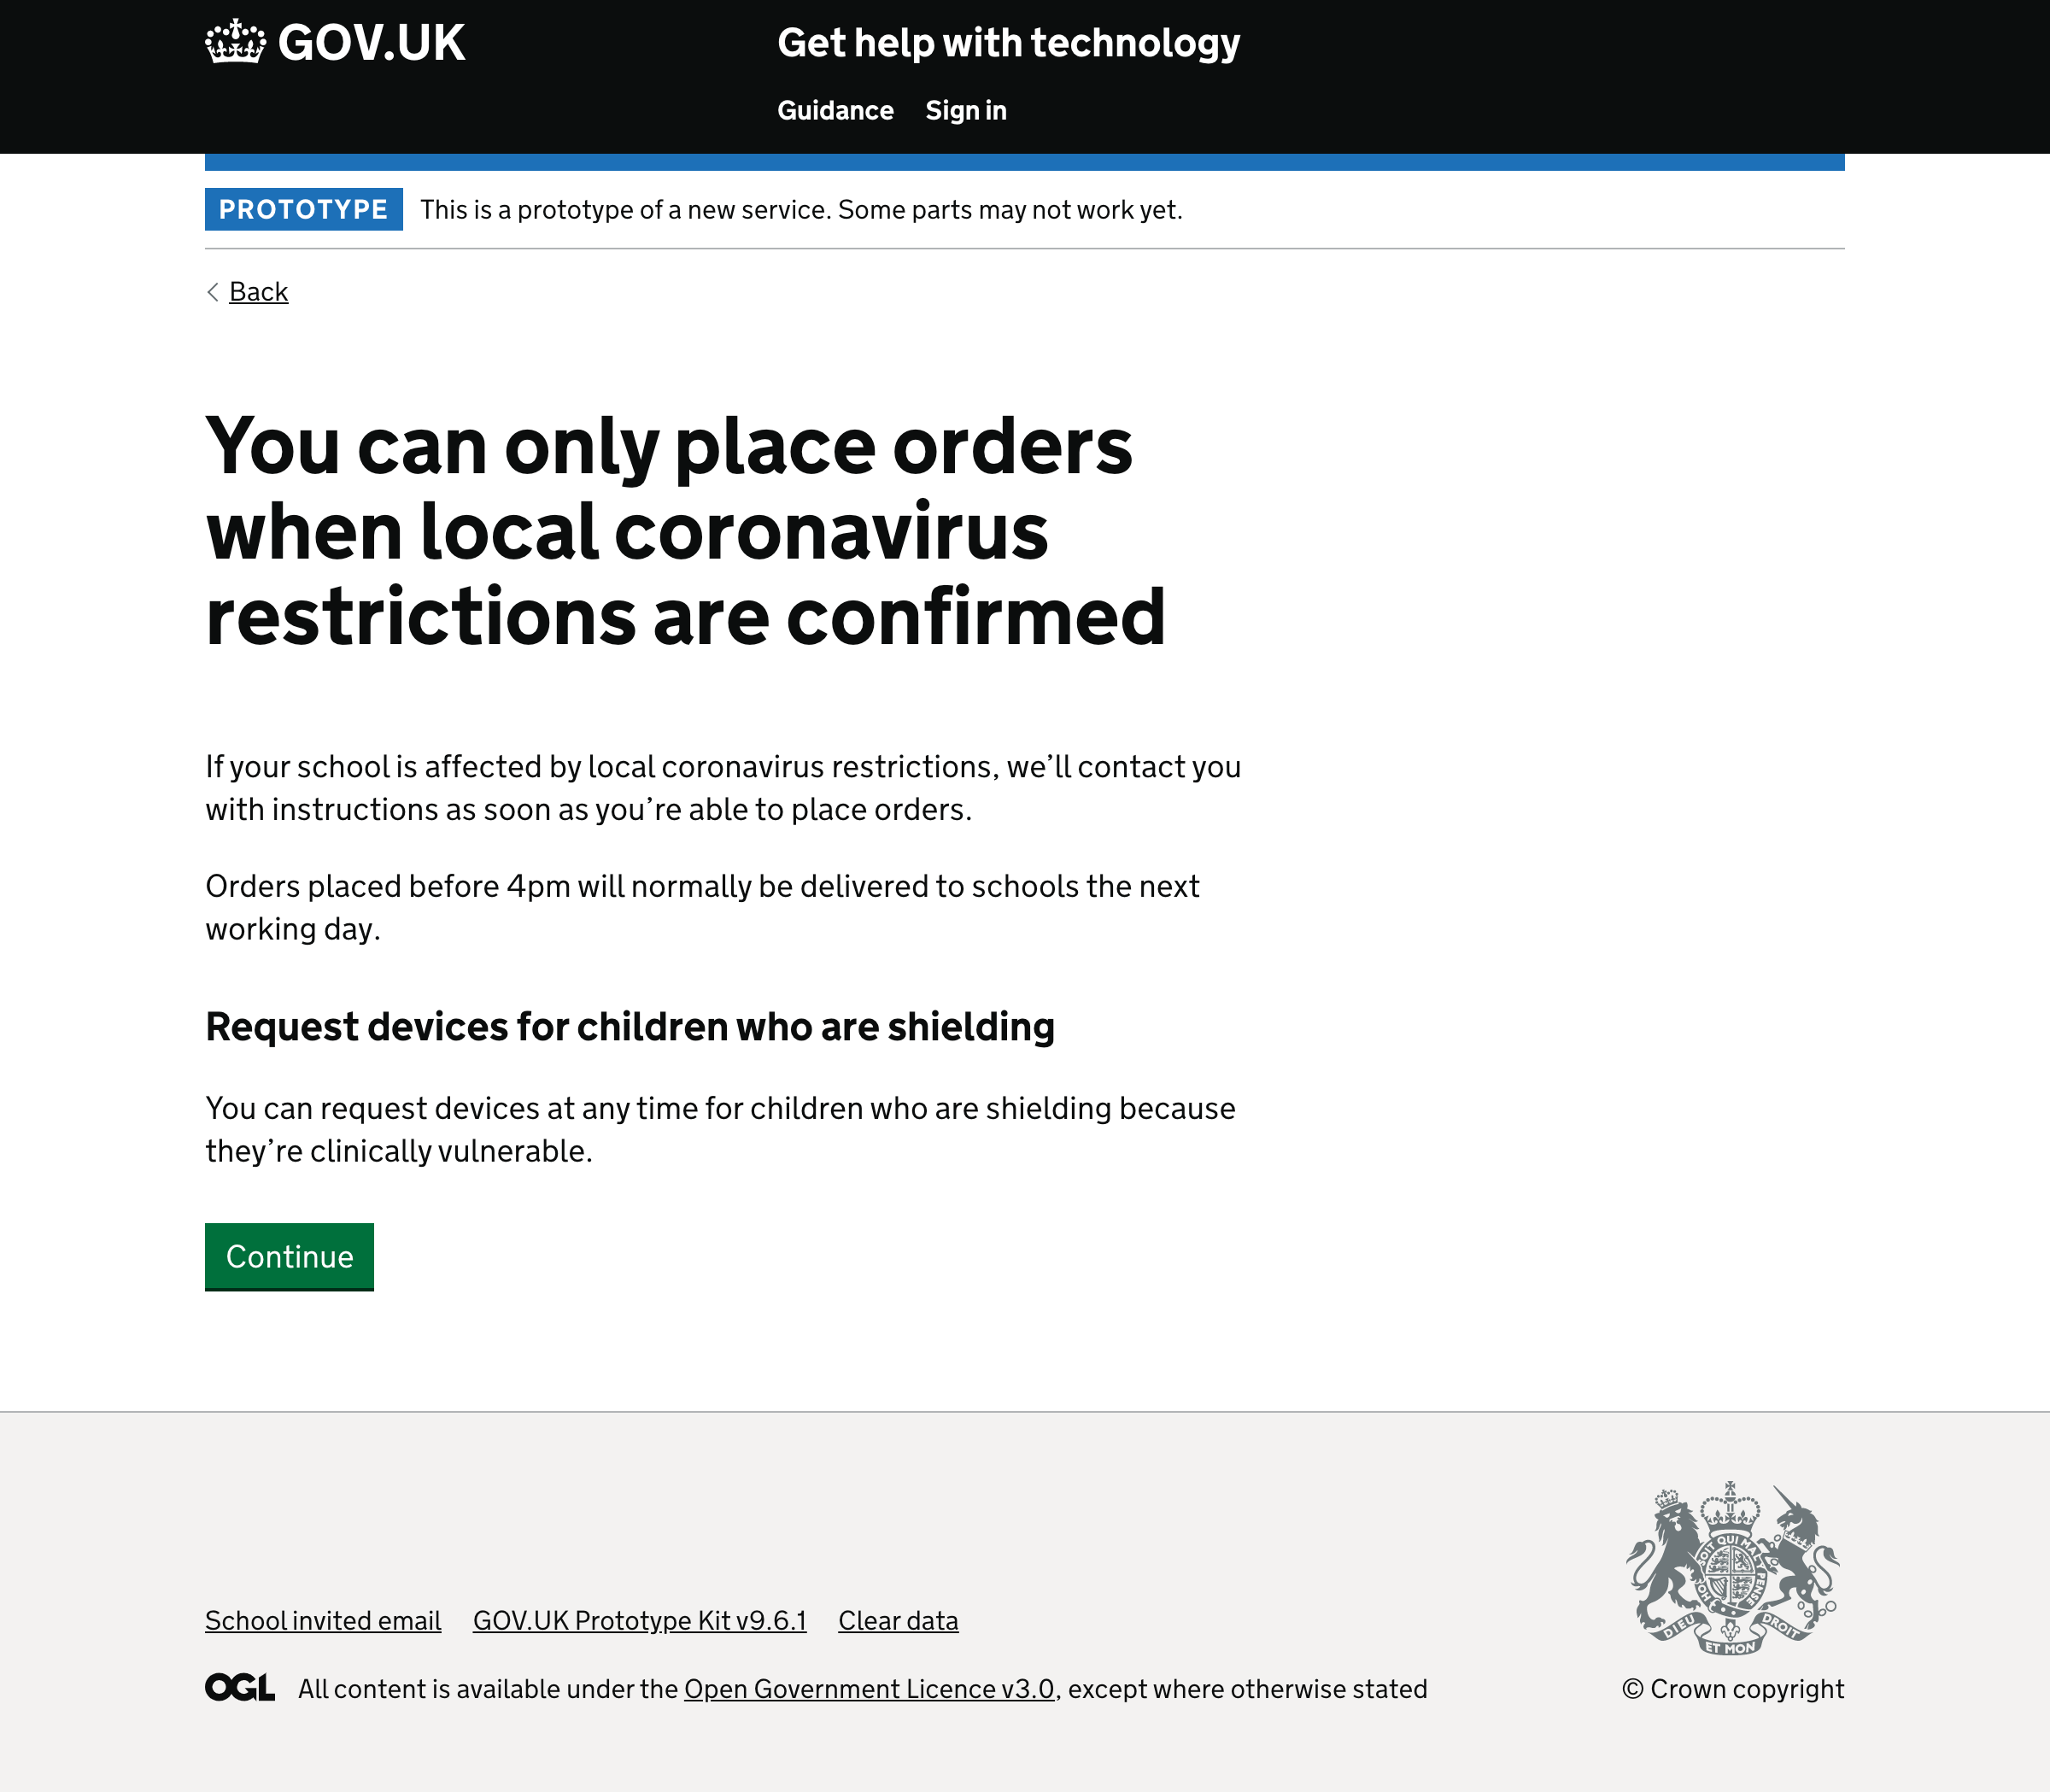 GOV.UK
Get help with technology
Guidance Sign in
PROTOTYPE This is a prototype of a new service. Some parts may not work yet.
Back
You can only place orders
when local coronavirus
restrictions are confirmed
If your school is affected by local coronavirus restrictions, we’ll contact you
with instructions as soon as you’re able to place orders.
Orders placed before 4pm will normally be delivered to schools the next
working day.
Request devices for children who are shielding
You can request devices at any time for children who are shielding because
they’re clinically vulnerable.
Continue
School invited email GOV.UK Prototype Kit v9.6.1 Clear data
OGL All content is available under the Open Government Licence v3.0, except where otherwise stated
SOIT QUI MAL Y PENSE HON
DIEU ET MON DROIT
© Crown copyright